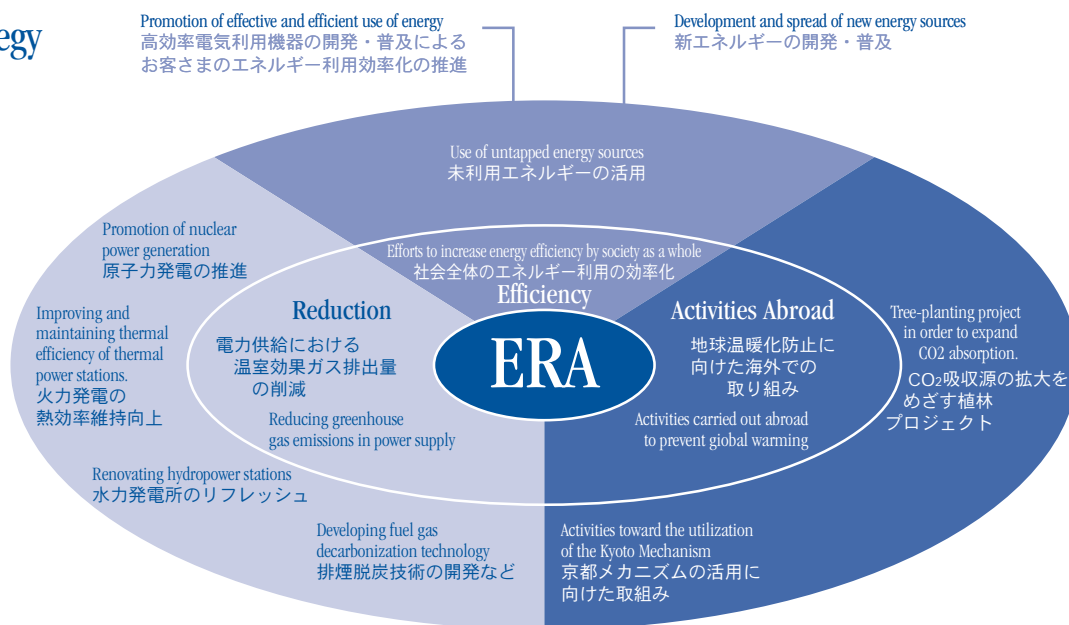 egy
Promotion of effective and efficient use of energy
高効率電気利用機器の開発・普及による
お客さまのエネルギー利用効率化の推進
Development and spread of new energy sources
新エネルギーの開発・普及
Use of untapped energy sources
未利用エネルギーの活用
Efforts to increase energy efficiency by society as a whole
社会全体のエネルギー利用の効率化
Efficiency
ERA
Promotion of nuclear
power generation
原子力発電の推進
Improving and
maintaining thermal
efficiency of thermal
power stations.
火力発電の
熱効率維持向上
Renovating hydropower stations
水力発電所のリフレッシュ
Developing fuel gas
decarbonization technology
排煙脱炭技術の開発など
Reduction
電力供給における
温室効果ガス排出量
の削減
Reducing greenhouse
gas emissions in power supply
Activities Abroad
地球温暖化防止に
向けた海外での
取り組み
Activities carried out abroad
to prevent global warming
Tree-planting project
in order to expand
CO2 absorption.
CO₂吸収源の拡大を
めざす植林
プロジェクト
Activities toward the utilization
of the Kyoto Mechanism
京都メカニズムの活用に
向けた取組み